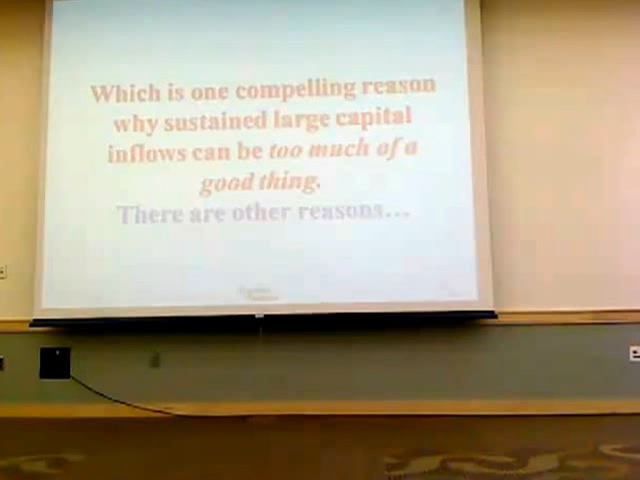 Which is one compelling reason
why sustained large capital
inflows can be too much of a
good thing.
There are other reasons...